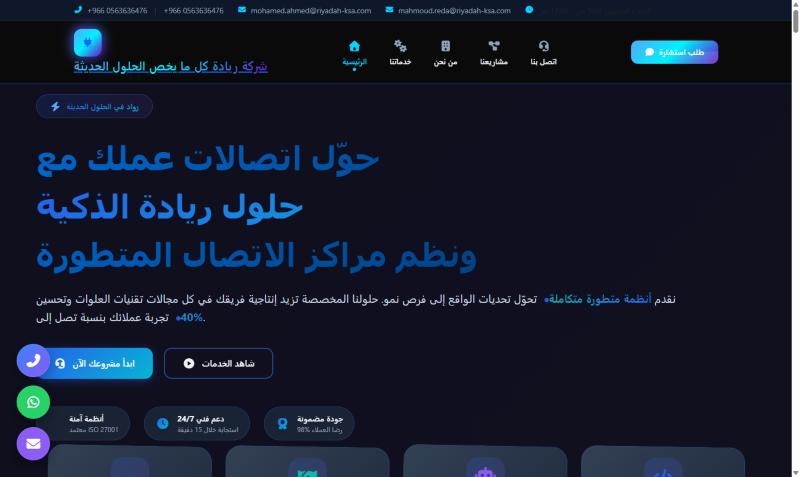 +966 0563636476 | +966 0563636476
mohamed.ahmed@riyadah-ksa.com
mahmoud.reda@riyadah-ksa.com
شركة ريادة كل ما يخص الحلول الحديثة
الرئيسية
خدماتنا
من نحن
مشاريعنا
اتصل بنا
طلب استشارة
رواد في الحلول الحديثة
حوّل اتصالات عملك مع
حلول ريادة الذكية
ونظم مراكز الاتصال المتطورة
نقدم أنظمة متطورة متكاملة تحوّل تحديات الواقع إلى فرص نمو. حلولنا المخصصة تزيد إنتاجية فريقك في كل مجالات تقنيات العلوات وتحسين
تجربة عملائك بنسبة تصل إلى 40%.
ابدأ مشروعك الآن
شاهد الخدمات
أنظمة آمنة
معتمد ISO 27001
دعم فني 24/7
استجابة خلال 15 دقيقة
جودة مضمونة
رضا العملاء 98%